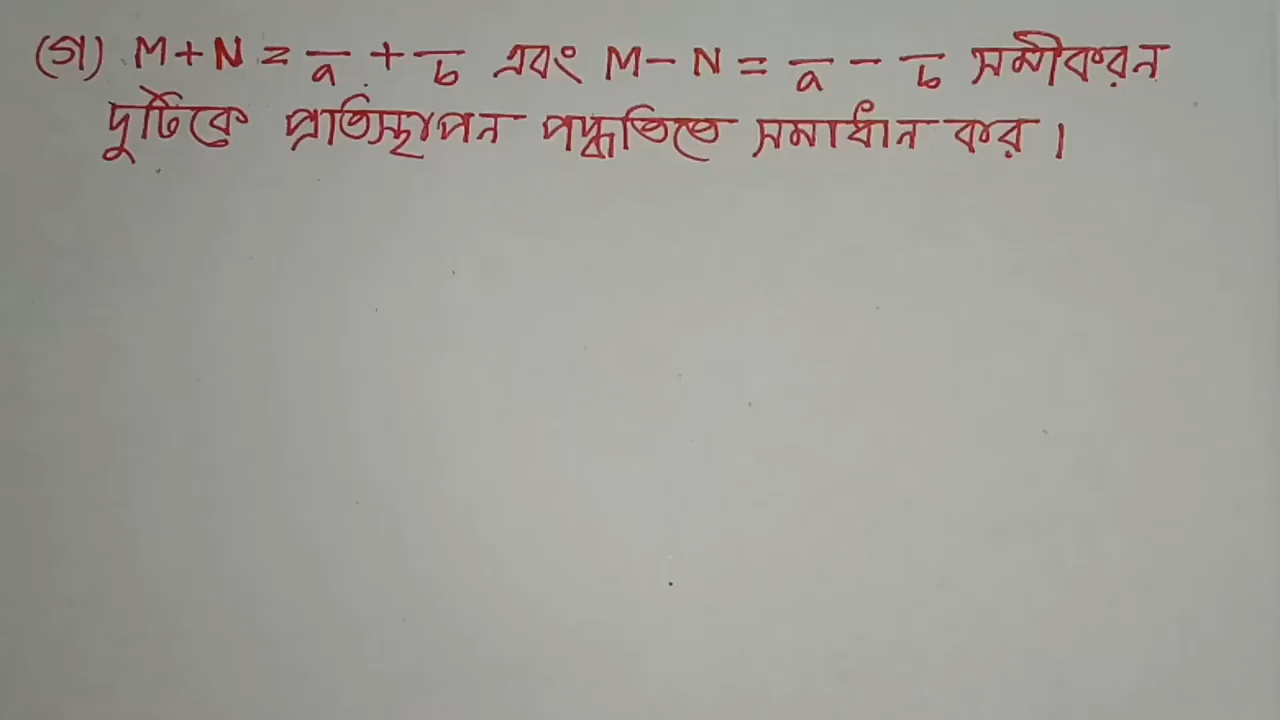 (গ) M + N = — a + — b এবং M – N = — a – — b সমীকরন
দুটিকে প্রতিস্থাপন পদ্ধতিতে সমাধান কর।